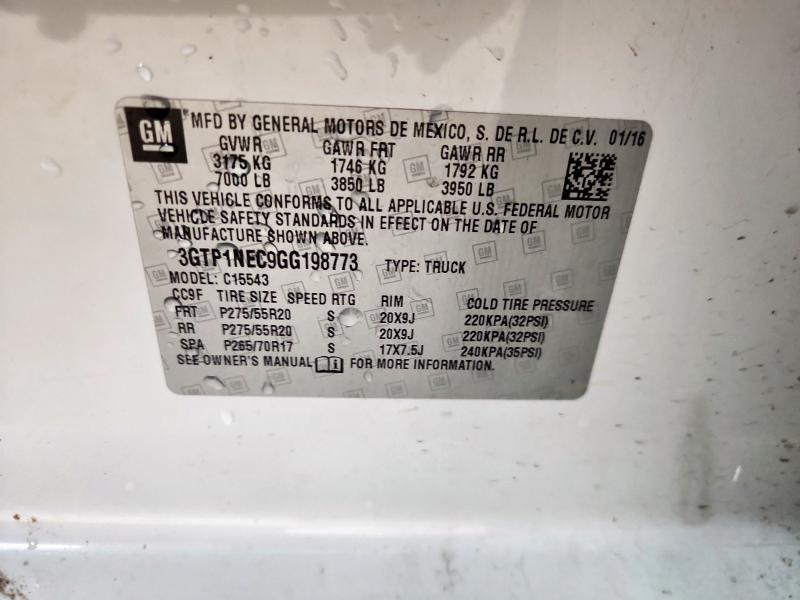 GM
MFD BY GENERAL MOTORS DE MEXICO, S. DE R.L. DE C.V. 01/16
GVWR GAWR FRT GAWR RR
3175 KG 1746 KG 1792 KG
7000 LB 3850 LB 3950 LB
THIS VEHICLE CONFORMS TO ALL APPLICABLE U.S. FEDERAL MOTOR
VEHICLE SAFETY STANDARDS IN EFFECT ON THE DATE OF
MANUFACTURE SHOWN ABOVE.
3GTP1NEC9GG198773 TYPE: TRUCK
MODEL: C15543
CC9F TIRE SIZE SPEED RTG RIM COLD TIRE PRESSURE
FRT P275/55R20 S 20X9J 220KPA(32PSI)
RR P275/55R20 S 20X9J 220KPA(32PSI)
SPA P265/70R17 S 17X7.5J 240KPA(35PSI)
SEE OWNER'S MANUAL FOR MORE INFORMATION.